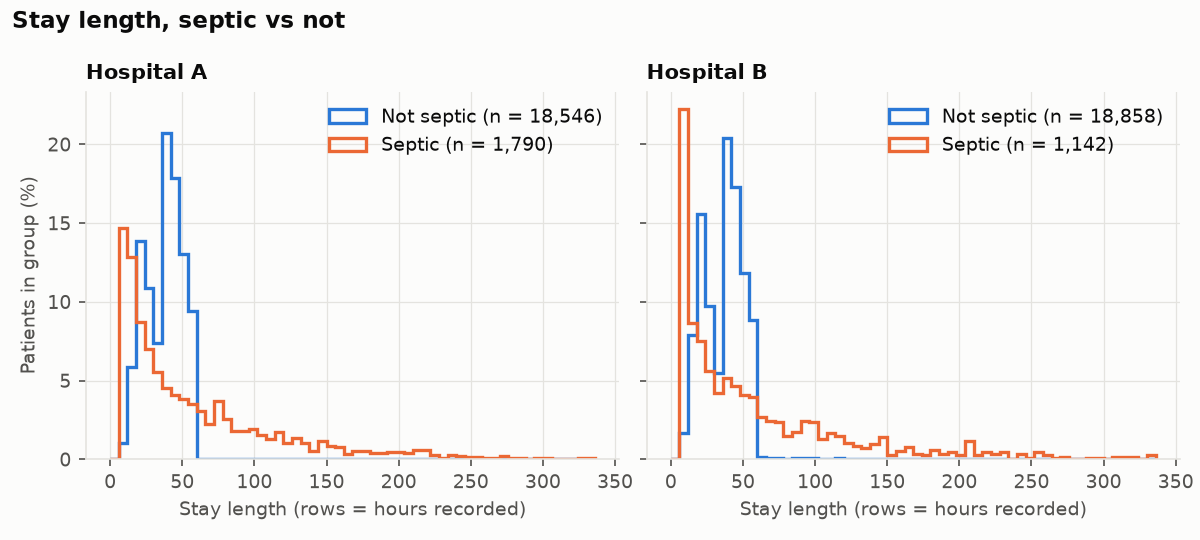 Stay length, septic vs not
Hospital A
Not septic (n = 18,546)
Septic (n = 1,790)
Patients in group (%)
20
15
10
5
0
0 50 100 150 200 250 300 350
Stay length (rows = hours recorded)
Hospital B
Not septic (n = 18,858)
Septic (n = 1,142)
0 50 100 150 200 250 300 350
Stay length (rows = hours recorded)